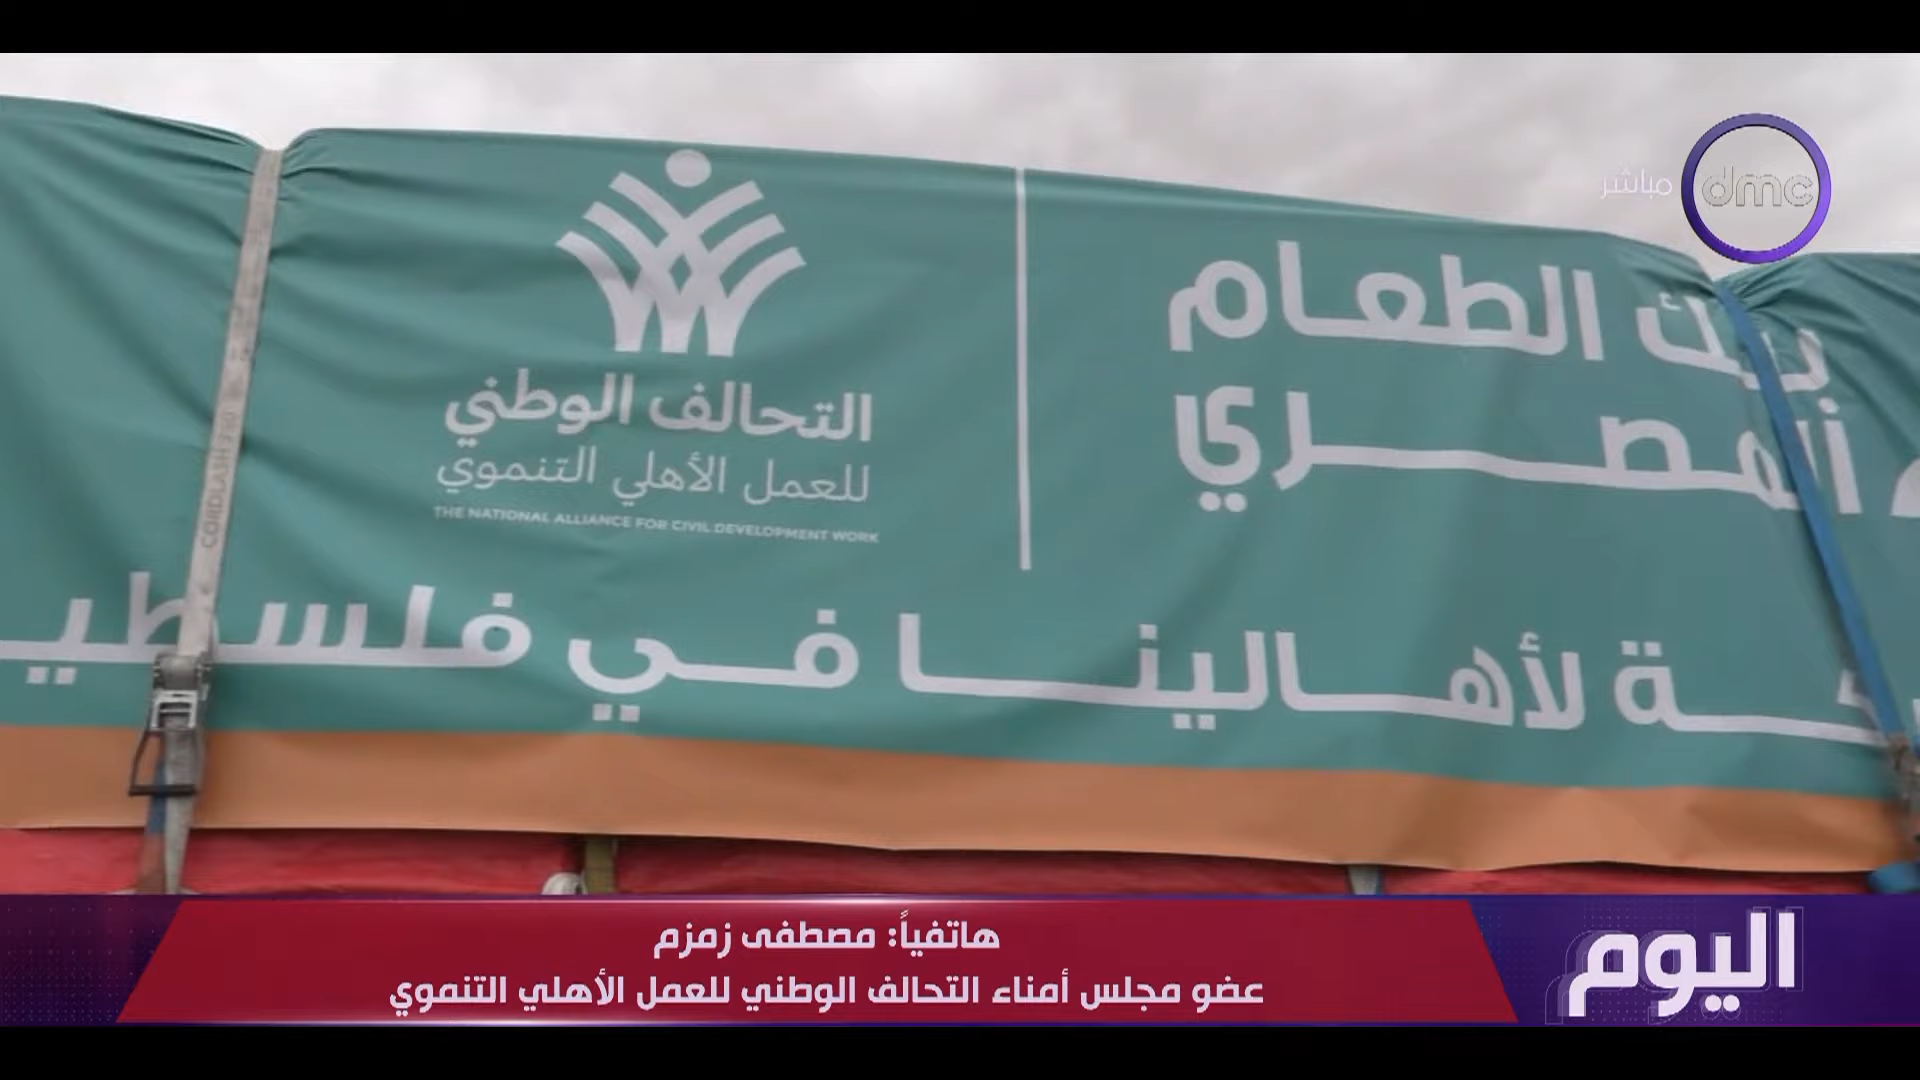 dmc
مباشر
بنك الطعام
المصري
التحالف الوطني
للعمل الأهلي التنموي
THE NATIONAL ALLIANCE FOR CIVIL DEVELOPMENT WORK
لأهالينا في فلسطيـ
CORDLASH
هاتفياً: مصطفى زمزم
عضو مجلس أمناء التحالف الوطني للعمل الأهلي التنموي
اليوم